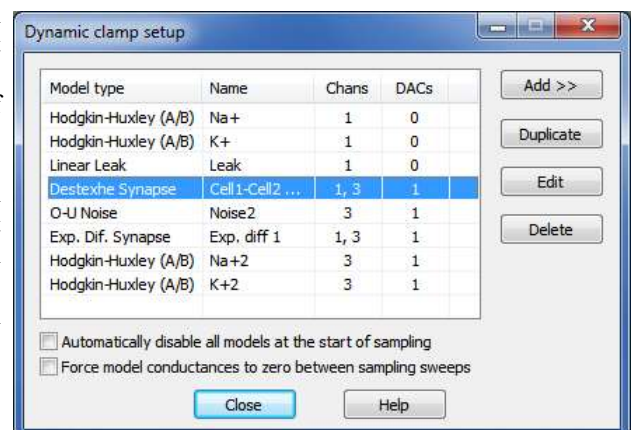 Dynamic clamp setup
Model type Name Chans DACs
Hodgkin-Huxley (A/B) Na+ 1 0
Hodgkin-Huxley (A/B) K+ 1 0
Linear Leak Leak 1 0
Destexhe Synapse Cell1-Cell2 ... 1, 3 1
O-U Noise Noise2 3 1
Exp. Dif. Synapse Exp. diff 1 1, 3 1
Hodgkin-Huxley (A/B) Na+2 3 1
Hodgkin-Huxley (A/B) K+2 3 1
Add >>
Duplicate
Edit
Delete
Automatically disable all models at the start of sampling
Force model conductances to zero between sampling sweeps
Close Help